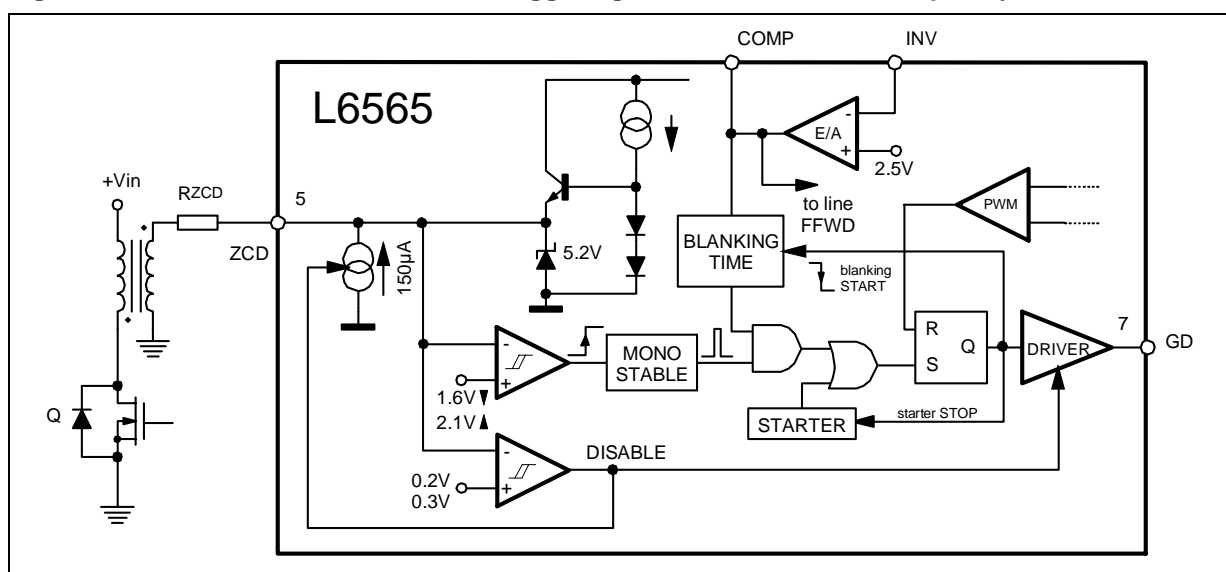 COMP
INV
L6565
E/A
-
+
2.5V
+Vin
RZCD
5
ZCD
to line
FFWD
PWM
150µA
5.2V
BLANKING
TIME
blanking
START
-
+
1.6V
2.1V
MONO
STABLE
R
S
Q
DRIVER
7
GD
Q
STARTER
starter STOP
DISABLE
-
+
0.2V
0.3V